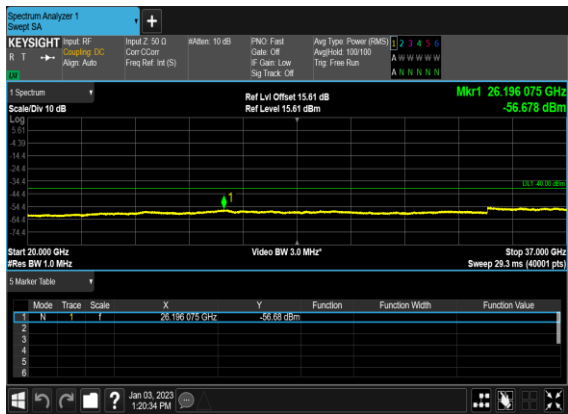 Spectrum Analyzer 1
Swept SA
KEYSIGHT Input: RF Input Z: 50 Ω #Atten: 10 dB PNO: Fast Avg Type: Power (RMS) 1 2 3 4 5 6
R T Coupling: DC Corr CCorr Gate: Off Avg|Hold: 100/100 A W W W W W
Align: Auto Freq Ref: Int (S) IF Gain: Low Trig: Free Run
Sig Track: Off A N N N N N
1 Spectrum Ref Lvl Offset 15.61 dB Mkr1 26.196 075 GHz
Scale/Div 10 dB Ref Level 15.61 dBm -56.678 dBm
Log
5.61
-4.39
-14.4
-24.4
-34.4
DL1 -40.00 dBm
-44.4
1
-54.4
-64.4
-74.4
Start 20.000 GHz Video BW 3.0 MHz* Stop 37.000 GHz
#Res BW 1.0 MHz Sweep 29.3 ms (40001 pts)
5 Marker Table
Mode Trace Scale X Y Function Function Width Function Value
1 N 1 f 26.196 075 GHz -56.68 dBm
2
3
4
5
6
Jan 03, 2023
1:20:34 PM